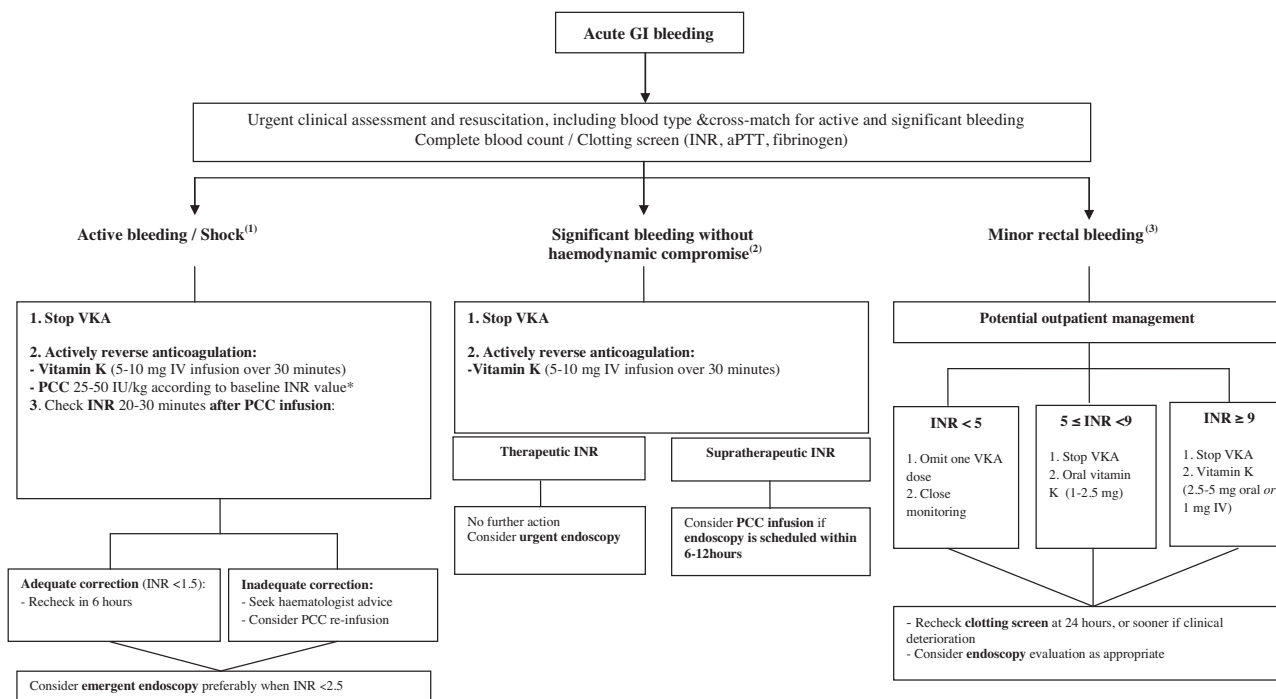 Acute GI bleeding
Urgent clinical assessment and resuscitation, including blood type &cross-match for active and significant bleeding
Complete blood count / Clotting screen (INR, aPTT, fibrinogen)
Active bleeding / Shock(1)
1. Stop VKA
2. Actively reverse anticoagulation:
- Vitamin K (5-10 mg IV infusion over 30 minutes)
- PCC 25-50 IU/kg according to baseline INR value*
3. Check INR 20-30 minutes after PCC infusion:
Adequate correction (INR <1.5):
- Recheck in 6 hours
Inadequate correction:
- Seek haematologist advice
- Consider PCC re-infusion
Consider emergent endoscopy preferably when INR <2.5
Significant bleeding without
haemodynamic compromise(2)
1. Stop VKA
2. Actively reverse anticoagulation:
-Vitamin K (5-10 mg IV infusion over 30 minutes)
Therapeutic INR
No further action
Consider urgent endoscopy
Supratherapeutic INR
Consider PCC infusion if
endoscopy is scheduled within
6-12hours
Minor rectal bleeding(3)
Potential outpatient management
INR < 5
1. Omit one VKA
dose
2. Close
monitoring
5 ≤ INR <9
1. Stop VKA
2. Oral vitamin
K (1-2.5 mg)
INR ≥ 9
1. Stop VKA
2. Vitamin K
(2.5-5 mg oral or
1 mg IV)
- Recheck clotting screen at 24 hours, or sooner if clinical
deterioration
- Consider endoscopy evaluation as appropriate